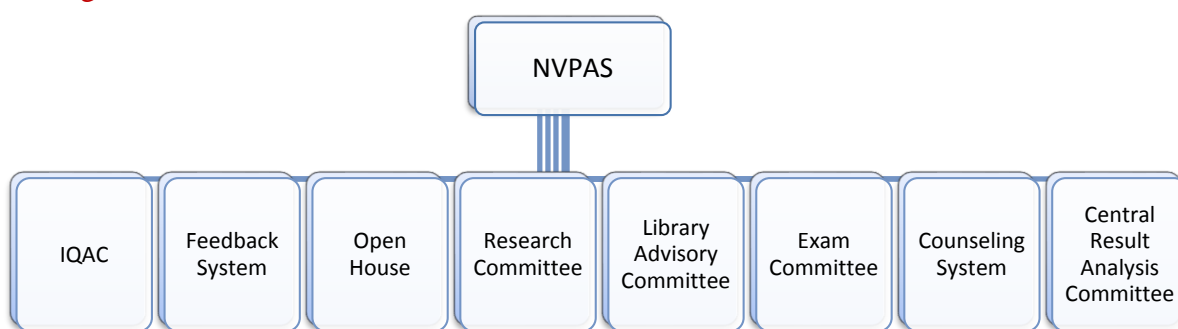 NVPAS
IQAC
Feedback
System
Open
House
Research
Committee
Library
Advisory
Committee
Exam
Committee
Counseling
System
Central
Result
Analysis
Committee